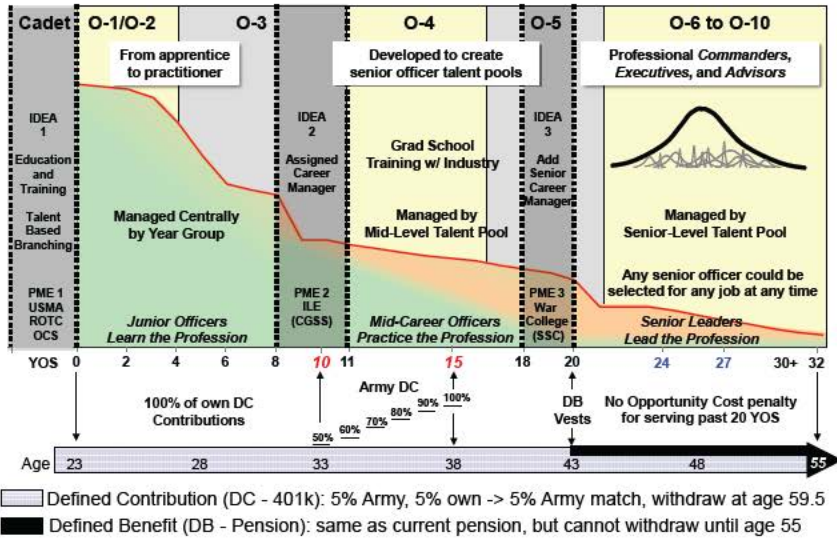 Cadet O-1/O-2 O-3 O-4 O-5 O-6 to O-10
From apprentice
to practitioner
Developed to create
senior officer talent pools
Professional Commanders,
Executives, and Advisors
IDEA
1
Education
and
Training
Talent
Based
Branching
PME 1
USMA
ROTC
OCS
Managed Centrally
by Year Group
Junior Officers
Learn the Profession
IDEA
2
Assigned
Career
Manager
PME 2
ILE
(CGSS)
Grad School
Training w/ Industry
Managed by
Mid-Level Talent Pool
Mid-Career Officers
Practice the Profession
IDEA
3
Add
Senior
Career
Manager
PME 3
War
College
(SSC)
Managed by
Senior-Level Talent Pool
Any senior officer could be
selected for any job at any time
Senior Leaders
Lead the Profession
YOS 0 2 4 6 8 10 11 15 18 20 24 27 30+ 32
100% of own DC
Contributions
Army DC
50% 60% 70% 80% 90% 100%
DB
Vests
No Opportunity Cost penalty
for serving past 20 YOS
Age 23 28 33 38 43 48 55
Defined Contribution (DC - 401k): 5% Army, 5% own -> 5% Army match, withdraw at age 59.5
Defined Benefit (DB - Pension): same as current pension, but cannot withdraw until age 55